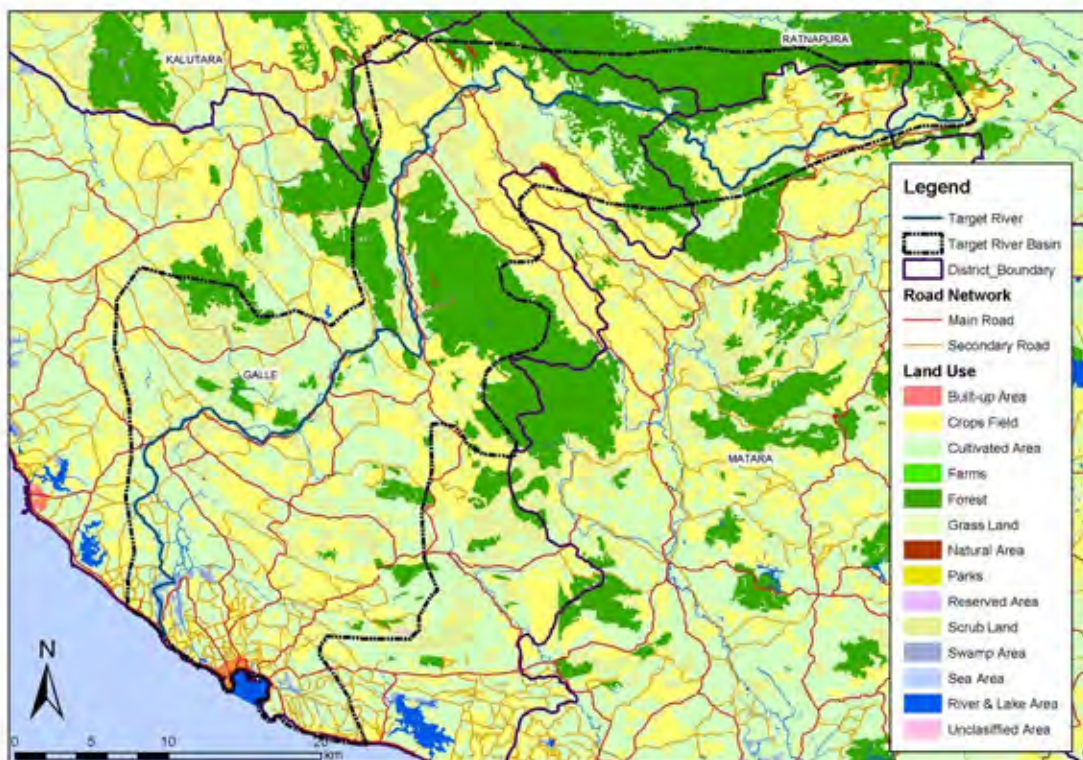 RATNAPURA
KALUTARA
GALLE
MATARA
Legend
Target River
Target River Basin
District_Boundary
Road Network
Main Road
Secondary Road
Land Use
Built-up Area
Crops Field
Cultivated Area
Farms
Forest
Grass Land
Natural Area
Parks
Reserved Area
Scrub Land
Swamp Area
Sea Area
River & Lake Area
Unclasiffied Area
N
0 5 10 20
km